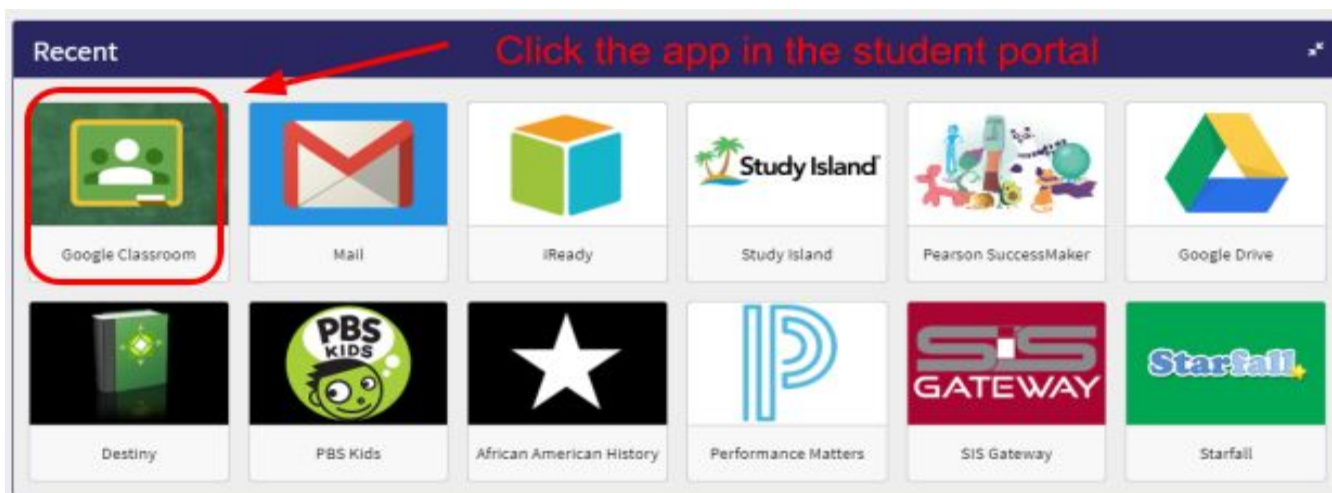 Recent
Click the app in the student portal
Google Classroom
Mail
iReady
Study Island
Pearson SuccessMaker
Google Drive
Study Island
Destiny
PBS Kids
African American History
Performance Matters
SIS Gateway
Starfall
PBS
KIDS
SiS
GATEWAY
Starfall